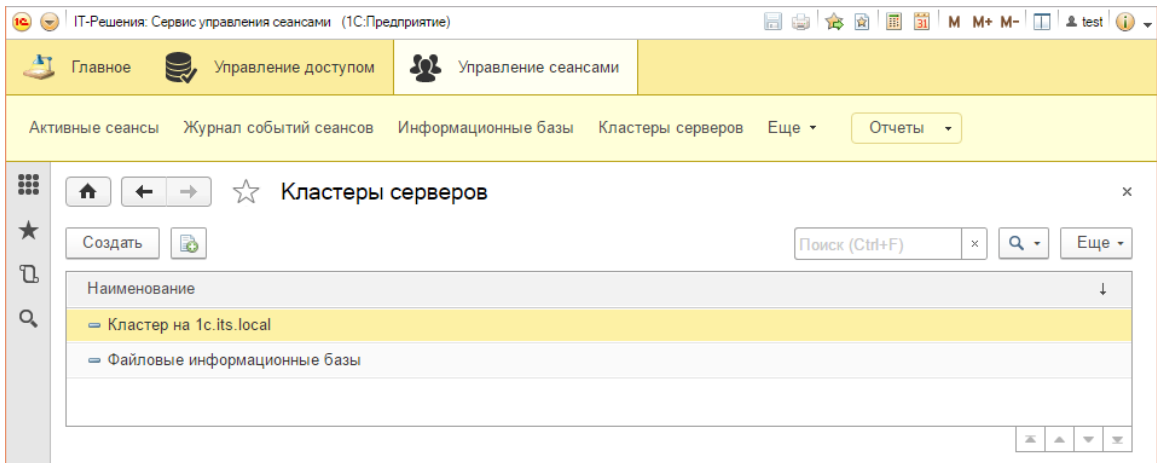 1С IT-Решения: Сервис управления сеансами (1С:Предприятие) 31 M M+ M- test i
Главное Управление доступом Управление сеансами
Активные сеансы Журнал событий сеансов Информационные базы Кластеры серверов Еще Отчеты
Кластеры серверов
Создать Поиск (Ctrl+F) × Еще
Наименование ↓
Кластер на 1c.its.local
Файловые информационные базы